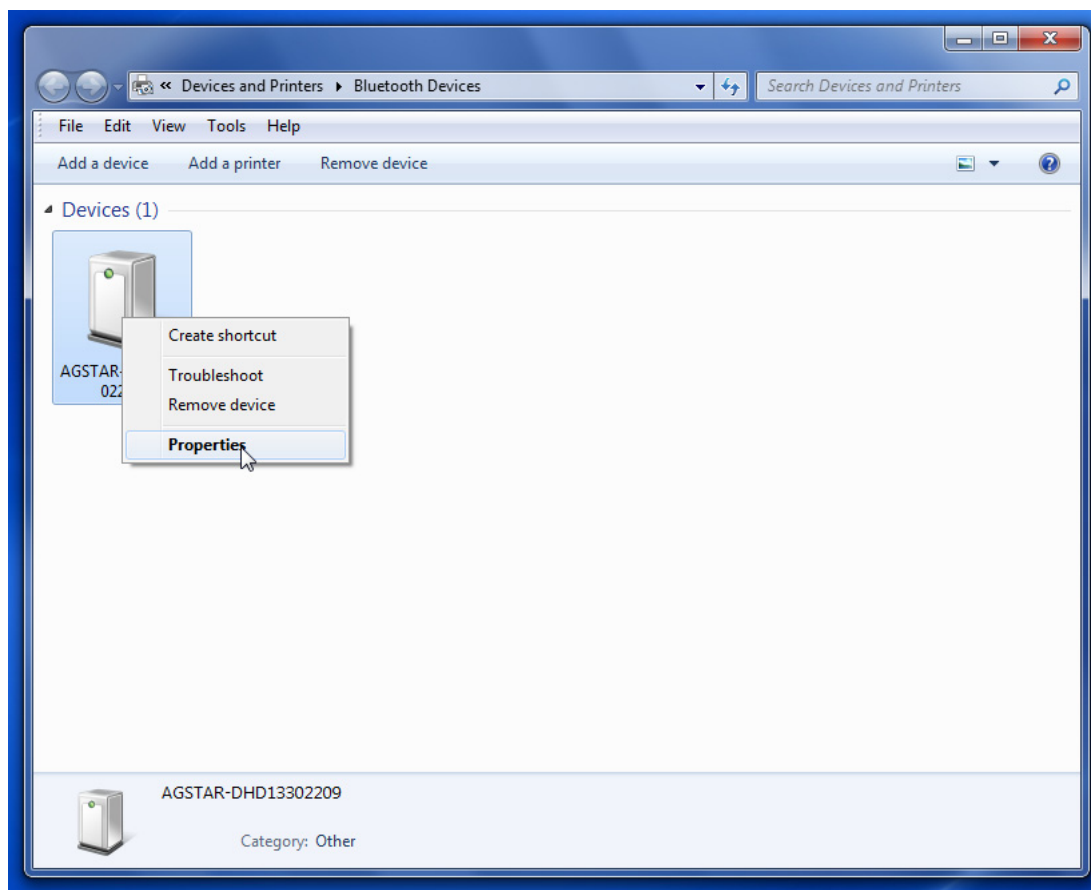 « Devices and Printers ▸ Bluetooth Devices
Search Devices and Printers
File Edit View Tools Help
Add a device Add a printer Remove device
Devices (1)
AGSTAR-
022
Create shortcut
Troubleshoot
Remove device
Properties
AGSTAR-DHD13302209
Category: Other